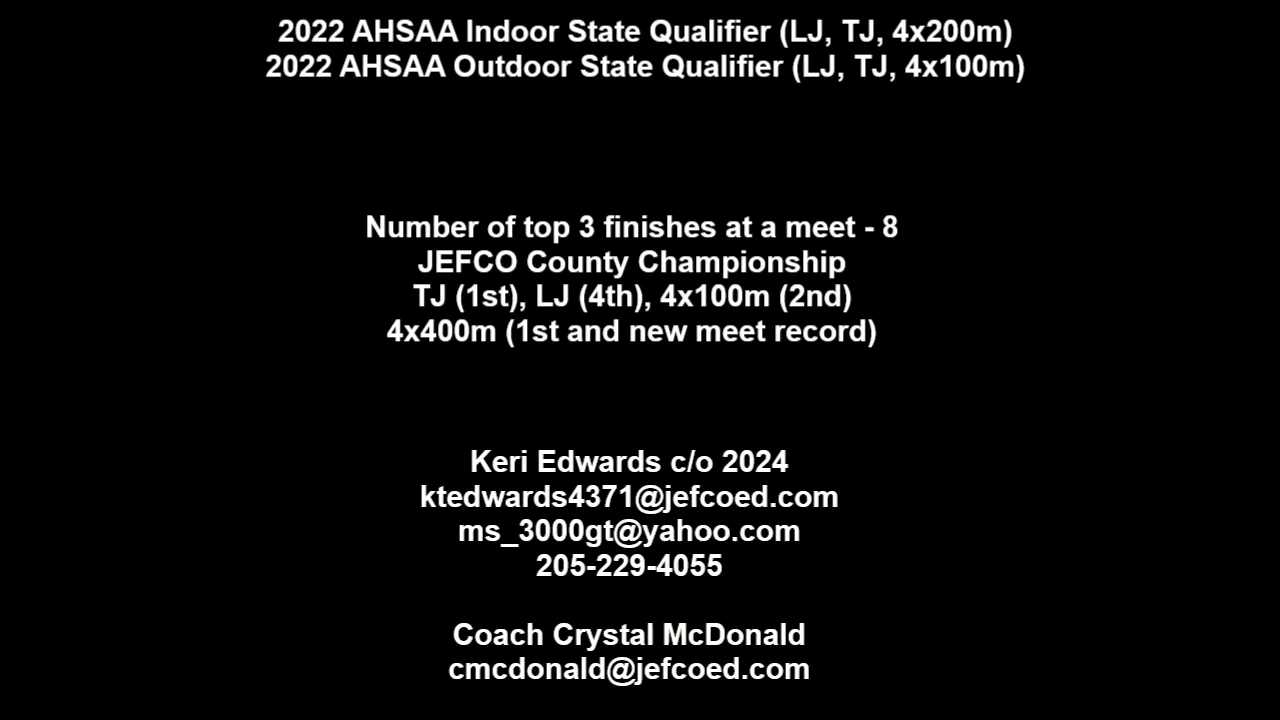 2022 AHSAA Indoor State Qualifier (LJ, TJ, 4x200m)
2022 AHSAA Outdoor State Qualifier (LJ, TJ, 4x100m)
Number of top 3 finishes at a meet - 8
JEFCO County Championship
TJ (1st), LJ (4th), 4x100m (2nd)
4x400m (1st and new meet record)
Keri Edwards c/o 2024
ktedwards4371@jefcoed.com
ms_3000gt@yahoo.com
205-229-4055
Coach Crystal McDonald
cmcdonald@jefcoed.com